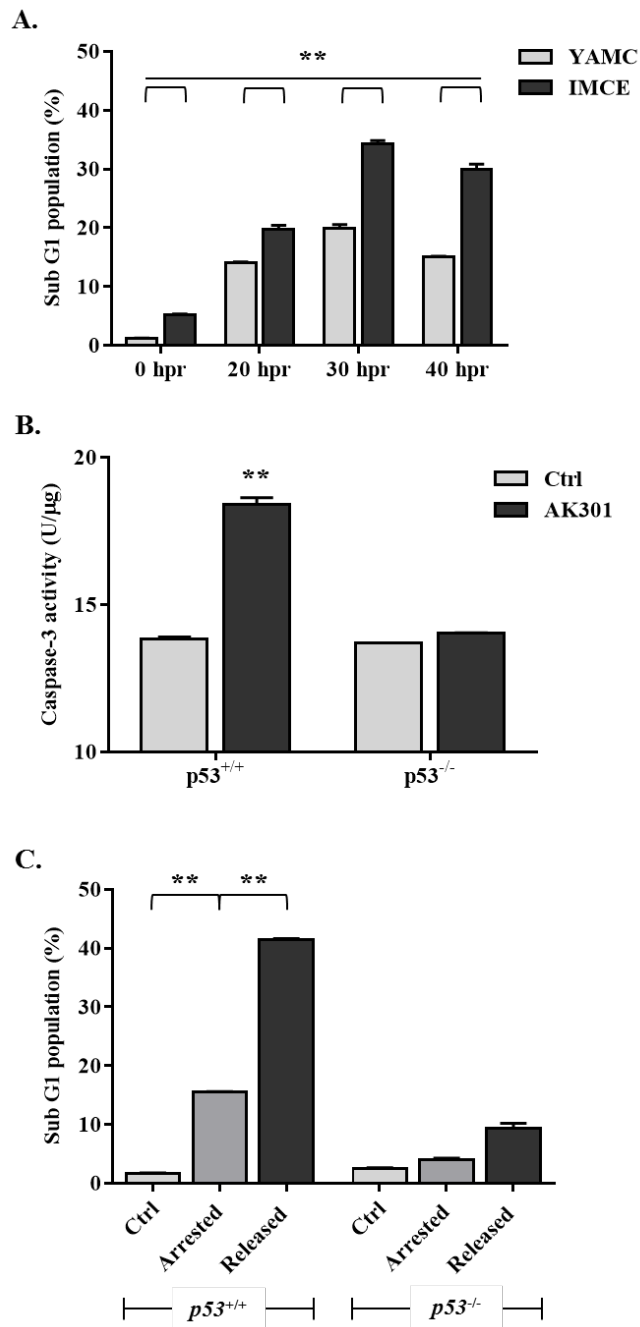 A.
**
YAMC
IMCE
Sub G1 population (%)
50
40
30
20
10
0
0 hpr 20 hpr 30 hpr 40 hpr
B.
**
Ctrl
AK301
Caspase-3 activity (U/µg)
20
15
10
p53+/+ p53-/-
C.
** **
Sub G1 population (%)
50
40
30
20
10
0
Ctrl Arrested Released Ctrl Arrested Released
p53+/+ p53-/-